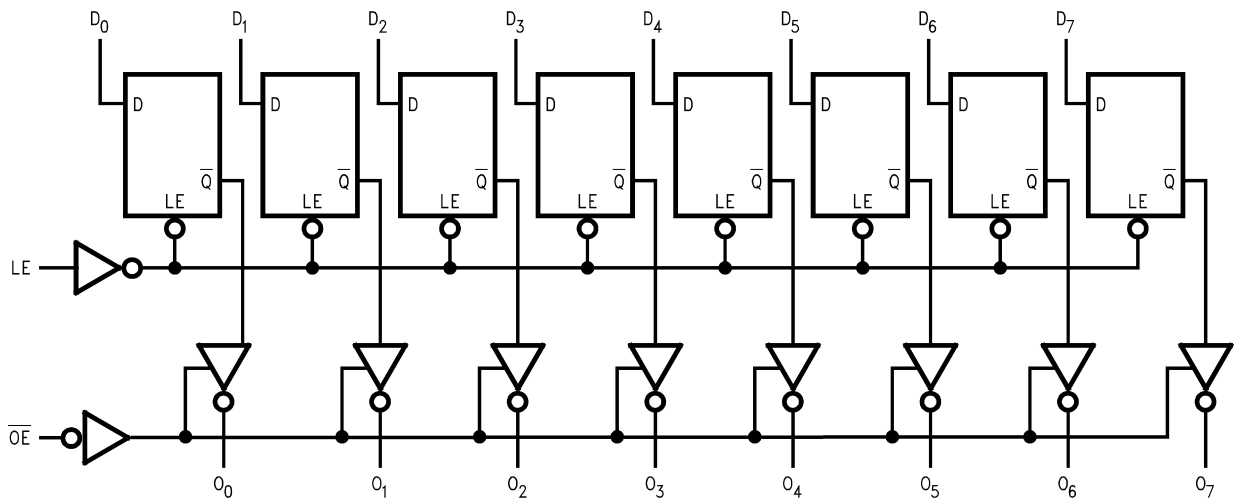 D0 D1 D2 D3 D4 D5 D6 D7
D D D D D D D D
Q̅ Q̅ Q̅ Q̅ Q̅ Q̅ Q̅ Q̅
LE LE LE LE LE LE LE LE
LE
O̅E̅
O0 O1 O2 O3 O4 O5 O6 O7